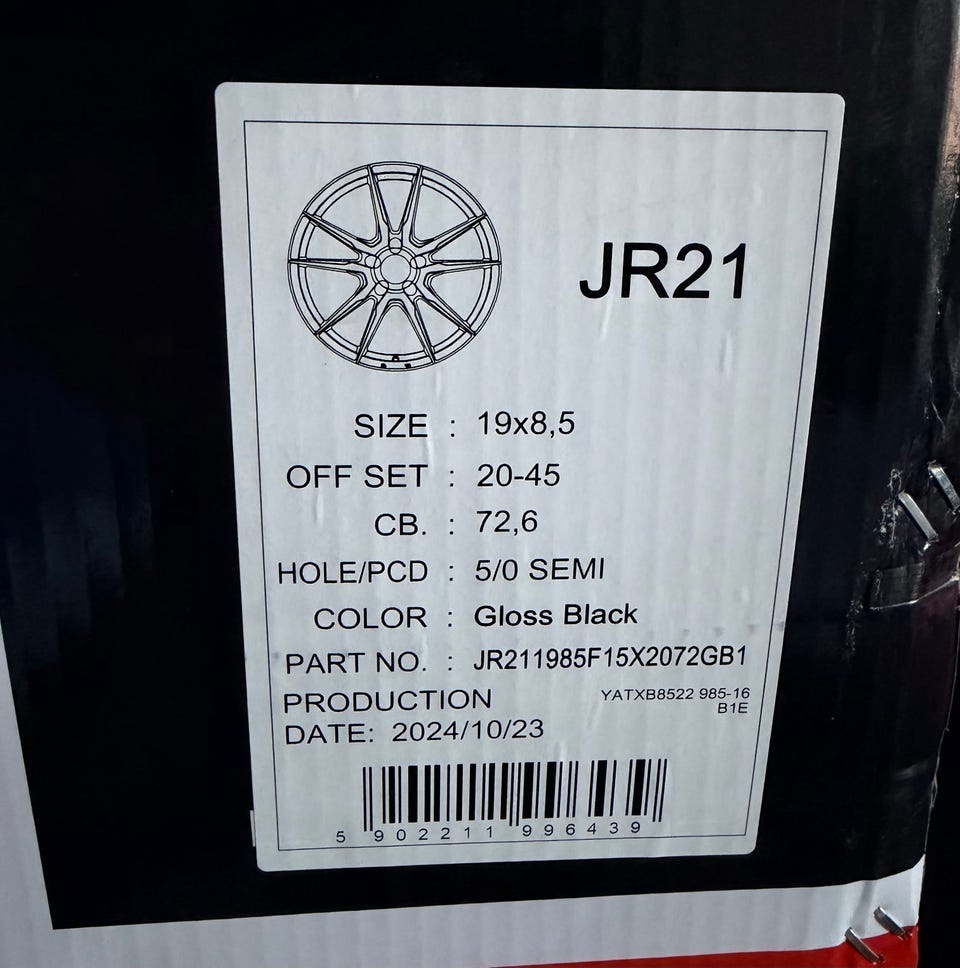 JR21
SIZE : 19x8,5
OFF SET : 20-45
CB. : 72,6
HOLE/PCD : 5/0 SEMI
COLOR : Gloss Black
PART NO. : JR211985F15X2072GB1
PRODUCTION YATXB8522 985-16
B1E
DATE: 2024/10/23
5 902211 996439